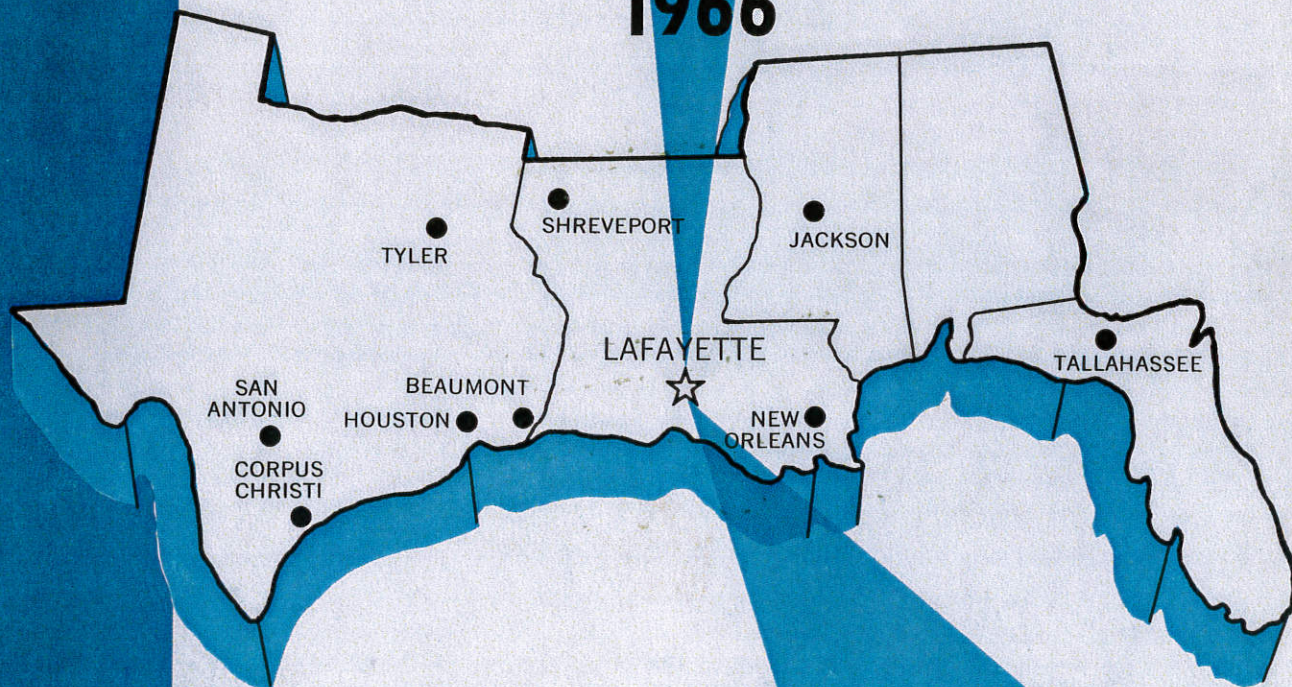 1966
SHREVEPORT
TYLER
JACKSON
LAFAYETTE
TALLAHASSEE
SAN
ANTONIO
BEAUMONT
HOUSTON
NEW
ORLEANS
CORPUS
CHRISTI